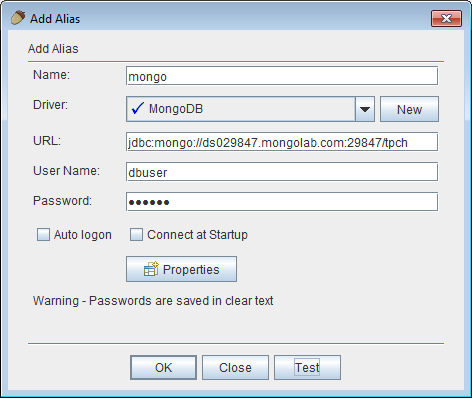 Add Alias
Add Alias
Name: mongo
Driver: MongoDB New
URL: jdbc:mongo://ds029847.mongolab.com:29847/tpch
User Name: dbuser
Password: ●●●●●●
Auto logon Connect at Startup
Properties
Warning - Passwords are saved in clear text
OK Close Test